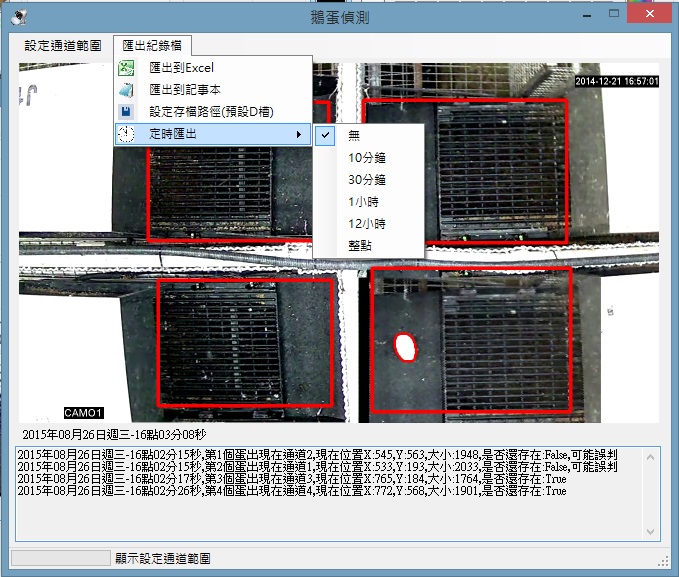 鵝蛋偵測
設定通道範圍 匯出紀錄檔
匯出到Excel
匯出到記事本
設定存檔路徑(預設D槽)
定時匯出
無
10分鐘
30分鐘
1小時
12小時
整點
2014-12-21 16:57:01
CAMO1
2015年08月26日週三-16點03分08秒
2015年08月26日週三-16點02分15秒,第1個蛋出現在通道2,現在位置X:545,Y:563,大小:1948,是否還存在:False,可能誤判
2015年08月26日週三-16點02分15秒,第2個蛋出現在通道1,現在位置X:533,Y:193,大小:2033,是否還存在:False,可能誤判
2015年08月26日週三-16點02分17秒,第3個蛋出現在通道3,現在位置X:765,Y:184,大小:1764,是否還存在:True
2015年08月26日週三-16點02分26秒,第4個蛋出現在通道4,現在位置X:772,Y:568,大小:1901,是否還存在:True
顯示設定通道範圍